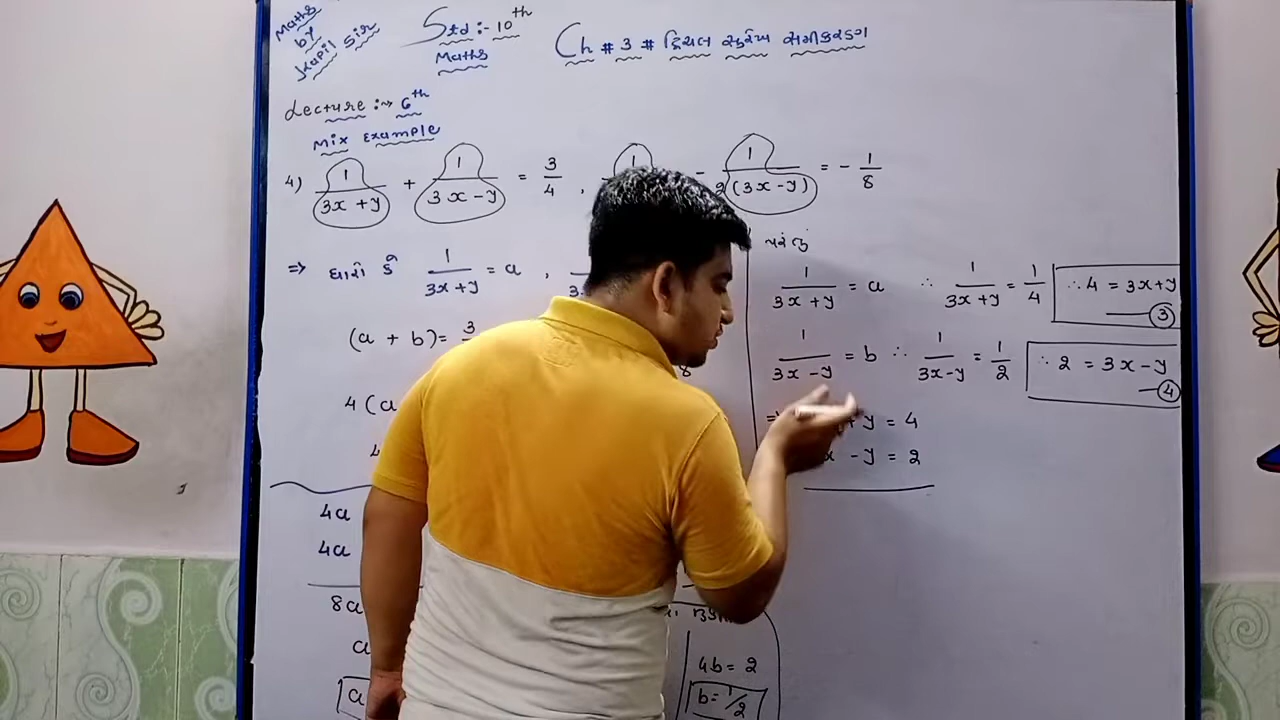 Maths
by
Kapil Sir
Std :- 10th
Maths
Ch # 3 # દ્વિચલ સુરેખ સમીકરણ
Lecture :→ 6th
Mix Example
4) 1/(3x+y) + 1/(3x-y) = 3/4 , 1 - 1/2(3x-y) = -1/8
⇒ ધારો કે 1/(3x+y) = a ,
(a + b) = 3
4(a
4a
4a
8a
a
a
4b = 2
b = 1/2
પરંતુ
1/(3x+y) = a ∴ 1/(3x+y) = 1/4 ∴ 4 = 3x+y —③
1/(3x-y) = b ∴ 1/(3x-y) = 1/2 ∴ 2 = 3x-y —④
+ y = 4
x - y = 2